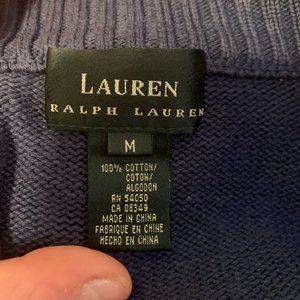 LAUREN
RALPH LAUREN
M
100% COTTON/
COTON/
ALGODON
RN 54050
CA 08349
MADE IN CHINA
FABRIQUE EN CHINE
HECHO EN CHINA